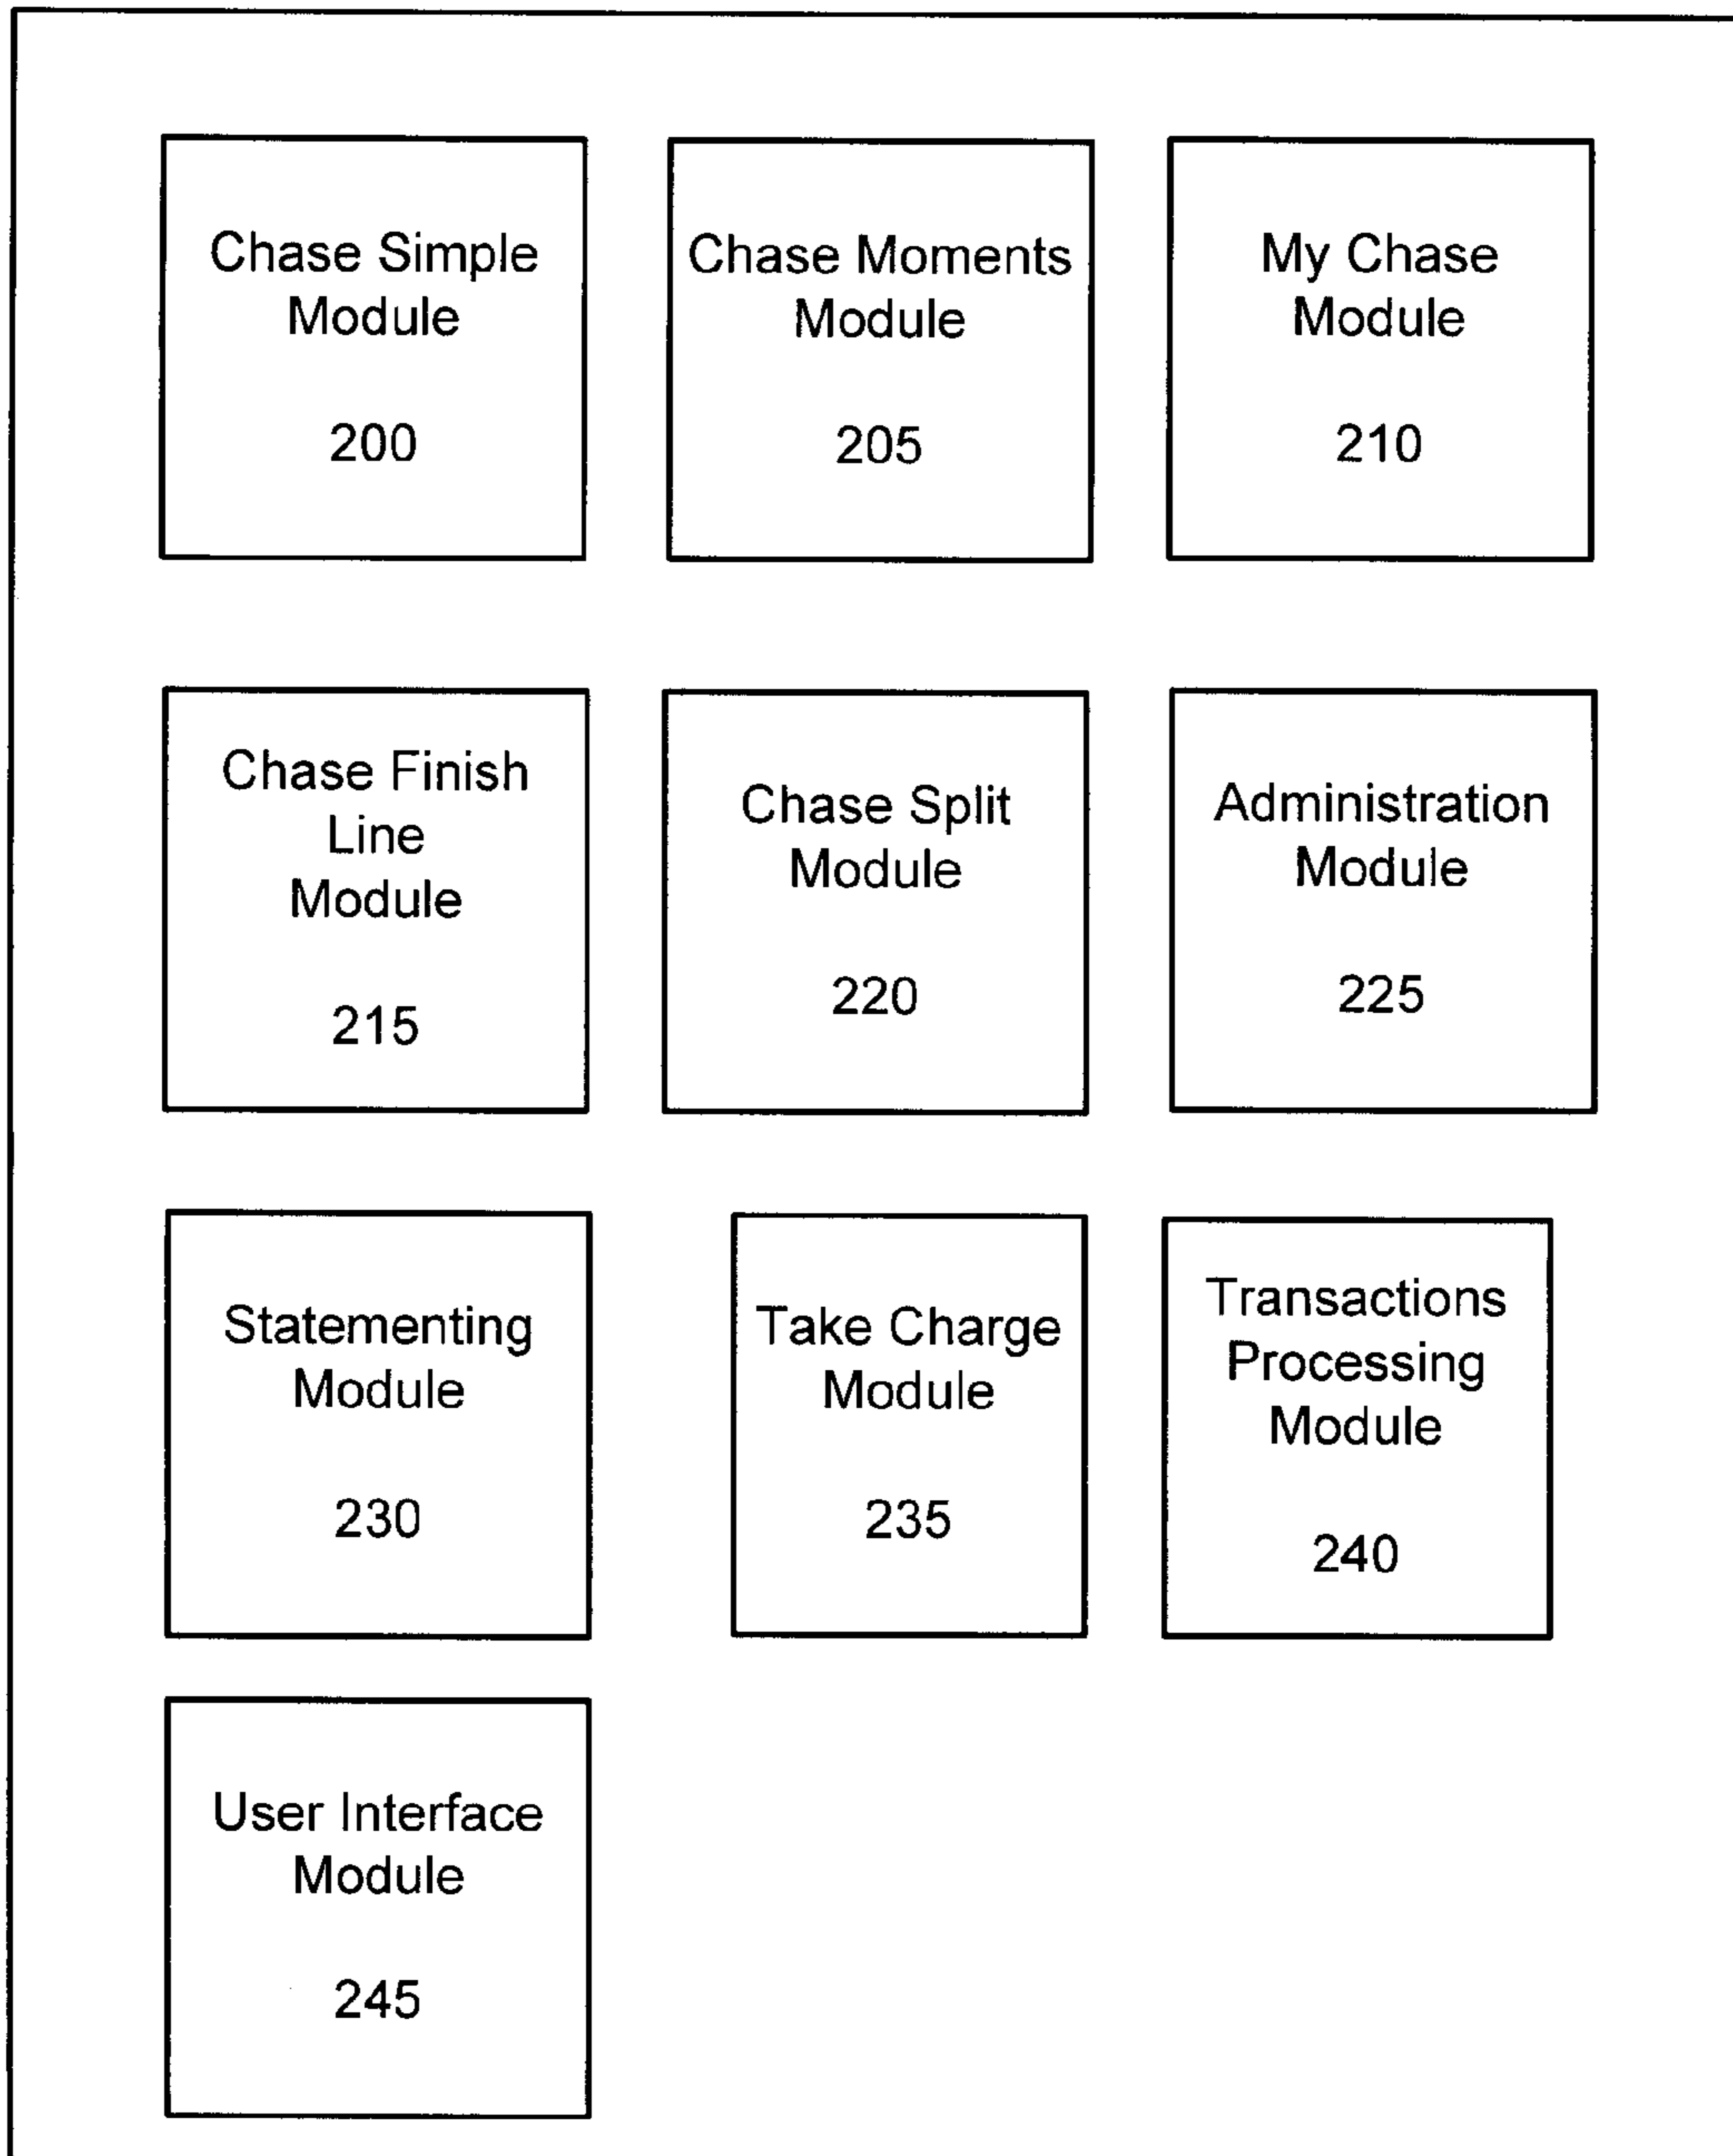 Chase Simple
Module
200
Chase Moments
Module
205
My Chase
Module
210
Chase Finish
Line
Module
215
Chase Split
Module
220
Administration
Module
225
Statementing
Module
230
Take Charge
Module
235
Transactions
Processing
Module
240
User Interface
Module
245